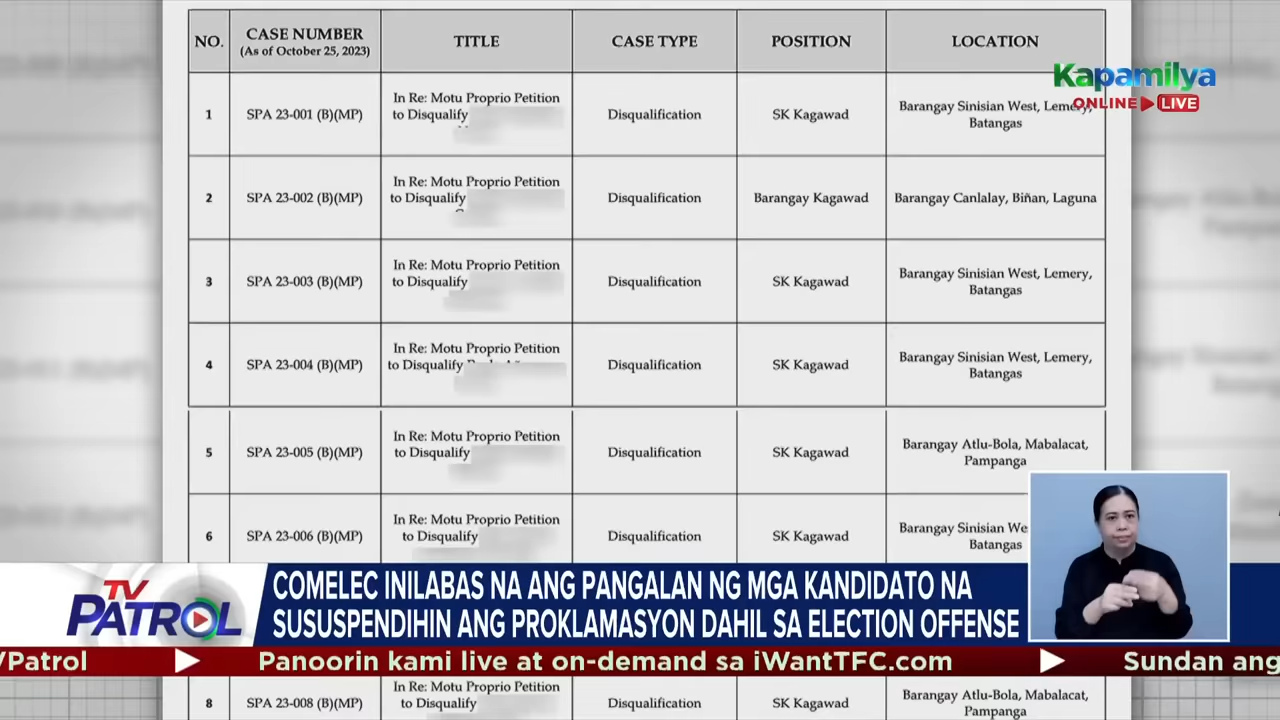 NO.
CASE NUMBER
(As of October 25, 2023)
TITLE
CASE TYPE
POSITION
LOCATION
Kapamilya
ONLINE LIVE
1
SPA 23-001 (B)(MP)
In Re: Motu Proprio Petition
to Disqualify
Disqualification
SK Kagawad
Barangay Sinisian West, Lemery,
Batangas
2
SPA 23-002 (B)(MP)
In Re: Motu Proprio Petition
to Disqualify
Disqualification
Barangay Kagawad
Barangay Canlalay, Biñan, Laguna
3
SPA 23-003 (B)(MP)
In Re: Motu Proprio Petition
to Disqualify
Disqualification
SK Kagawad
Barangay Sinisian West, Lemery,
Batangas
4
SPA 23-004 (B)(MP)
In Re: Motu Proprio Petition
to Disqualify
Disqualification
SK Kagawad
Barangay Sinisian West, Lemery,
Batangas
5
SPA 23-005 (B)(MP)
In Re: Motu Proprio Petition
to Disqualify
Disqualification
SK Kagawad
Barangay Atlu-Bola, Mabalacat,
Pampanga
6
SPA 23-006 (B)(MP)
In Re: Motu Proprio Petition
to Disqualify
Disqualification
SK Kagawad
Barangay Sinisian
Batangas
TV
PATROL
COMELEC INILABAS NA ANG PANGALAN NG MGA KANDIDATO NA
SUSUSPENDIHIN ANG PROKLAMASYON DAHIL SA ELECTION OFFENSE
VPatrol Panoorin kami live at on-demand sa iWantTFC.com Sundan ang
8
SPA 23-008 (B)(MP)
In Re: Motu Proprio Petition
to Disqualify
Disqualification
SK Kagawad
Barangay Atlu-Bola, Mabalacat,
Pampanga